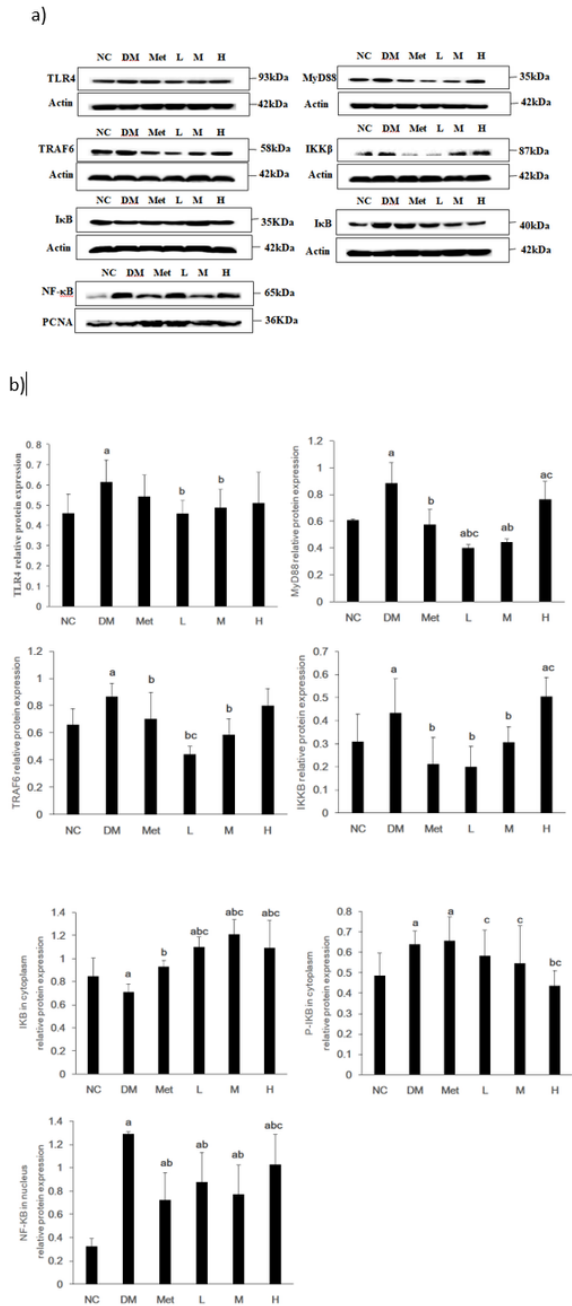 a)
NC DM Met L M H
TLR4 93kDa
Actin 42kDa
NC DM Met L M H
MyD88 35kDa
Actin 42kDa
NC DM Met L M H
TRAF6 58kDa
Actin 42kDa
NC DM Met L M H
IKKβ 87kDa
Actin 42kDa
NC DM Met L M H
IκB 35KDa
Actin 42kDa
NC DM Met L M H
IκB 40kDa
Actin 42kDa
NC DM Met L M H
NF-κB 65kDa
PCNA 36KDa
b)
TLR4 relative protein expression
0.8
0.7
0.6
0.5
0.4
0.3
0.2
0.1
0
a b b
NC DM Met L M H
MyD88 relative protein expression
1.2
1
0.8
0.6
0.4
0.2
0
a b abc ab ac
NC DM Met L M H
TRAF6 relative protein expression
1.2
1
0.8
0.6
0.4
0.2
0
a b bc b
NC DM Met L M H
IKKB relative protein expression
0.7
0.6
0.5
0.4
0.3
0.2
0.1
0
a b b b ac
NC DM Met L M H
IKB in cytoplasm
relative protein expression
1.4
1.2
1
0.8
0.6
0.4
0.2
0
a b abc abc abc
NC DM Met L M H
P-IKB in cytoplasm
relative protein expression
0.8
0.7
0.6
0.5
0.4
0.3
0.2
0.1
0
a a c c bc
NC DM Met L M H
NF-KB in nucleus
relative protein expression
1.4
1.2
1
0.8
0.6
0.4
0.2
0
a ab ab ab abc
NC DM Met L M H